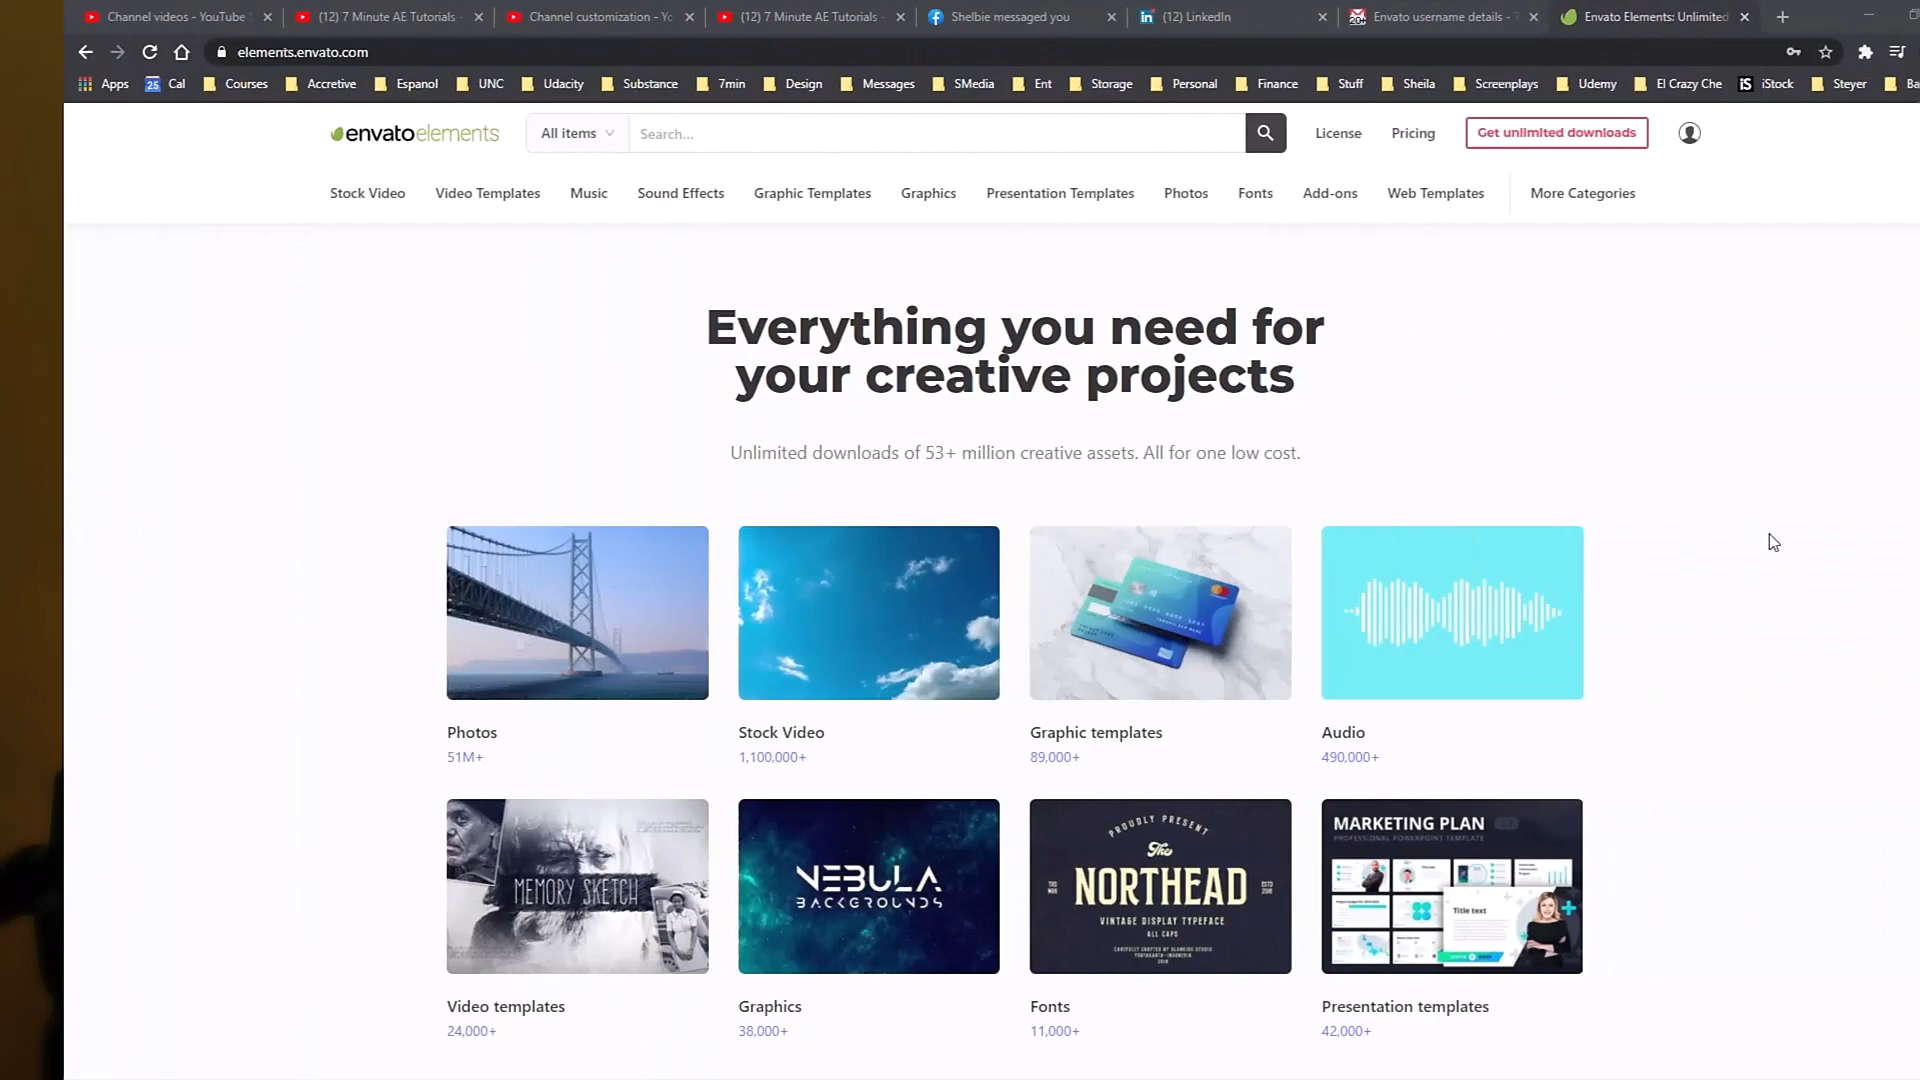 Channel videos - YouTube
(12) 7 Minute AE Tutorials -
Channel customization - Yo
(12) 7 Minute AE Tutorials -
Shelbie messaged you
(12) LinkedIn
Envato username details - 7
Envato Elements: Unlimited
elements.envato.com
Apps
25 Cal
Courses
Accretive
Espanol
UNC
Udacity
Substance
7min
Design
Messages
SMedia
Ent
Storage
Personal
Finance
Stuff
Sheila
Screenplays
Udemy
El Crazy Che
iS iStock
Steyer
Ba
envatoelements
All items
Search...
License
Pricing
Get unlimited downloads
Stock Video
Video Templates
Music
Sound Effects
Graphic Templates
Graphics
Presentation Templates
Photos
Fonts
Add-ons
Web Templates
More Categories
Everything you need for
your creative projects
Unlimited downloads of 53+ million creative assets. All for one low cost.
Photos
51M+
Stock Video
1,100,000+
Graphic templates
89,000+
Audio
490,000+
MEMORY SKETCH
NEBULA
BACKGROUNDS
PROUDLY PRESENT
The
NORTHEAD
VINTAGE DISPLAY TYPEFACE
ALL CAPS
MARKETING PLAN
PROFESSIONAL POWERPOINT TEMPLATE
Title text
Video templates
24,000+
Graphics
38,000+
Fonts
11,000+
Presentation templates
42,000+